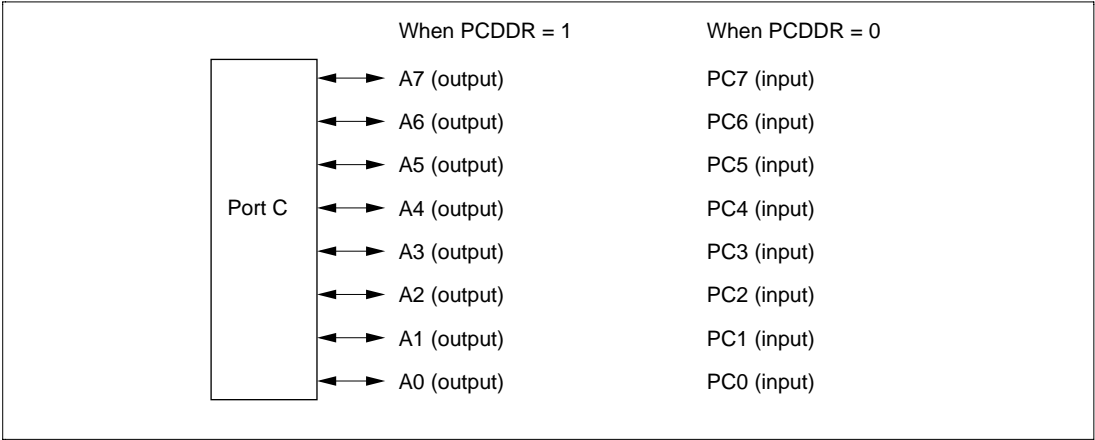 When PCDDR = 1 When PCDDR = 0
A7 (output) PC7 (input)
A6 (output) PC6 (input)
A5 (output) PC5 (input)
Port C A4 (output) PC4 (input)
A3 (output) PC3 (input)
A2 (output) PC2 (input)
A1 (output) PC1 (input)
A0 (output) PC0 (input)